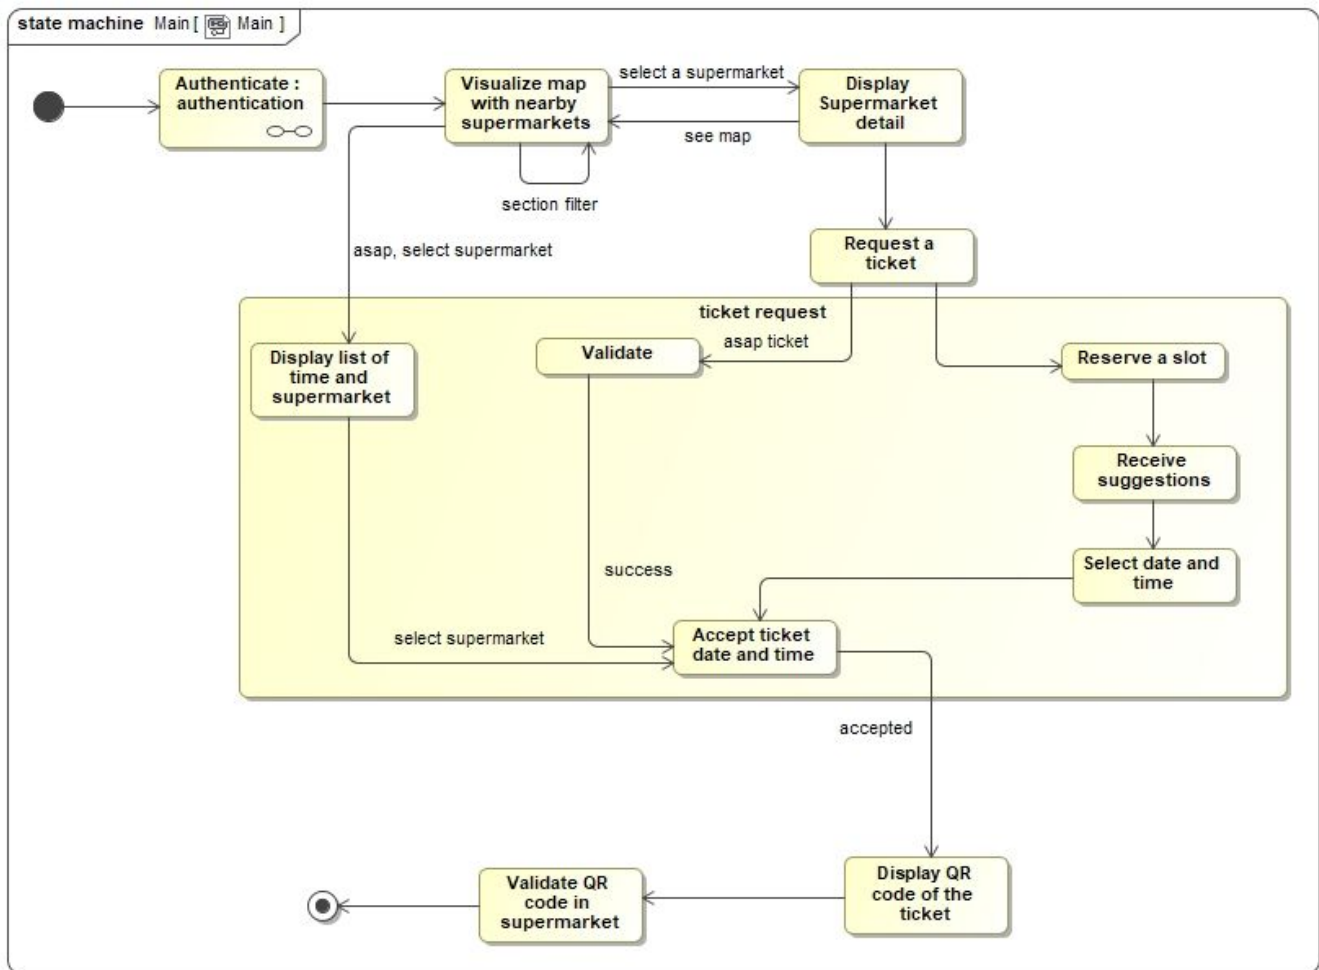 state machine Main [ Main ]
Authenticate :
authentication
Visualize map
with nearby
supermarkets
select a supermarket
Display
Supermarket
detail
see map
section filter
asap, select supermarket
Request a
ticket
ticket request
asap ticket
Display list of
time and
supermarket
Validate
Reserve a slot
Receive
suggestions
Select date and
time
success
select supermarket
Accept ticket
date and time
accepted
Display QR
code of the
ticket
Validate QR
code in
supermarket